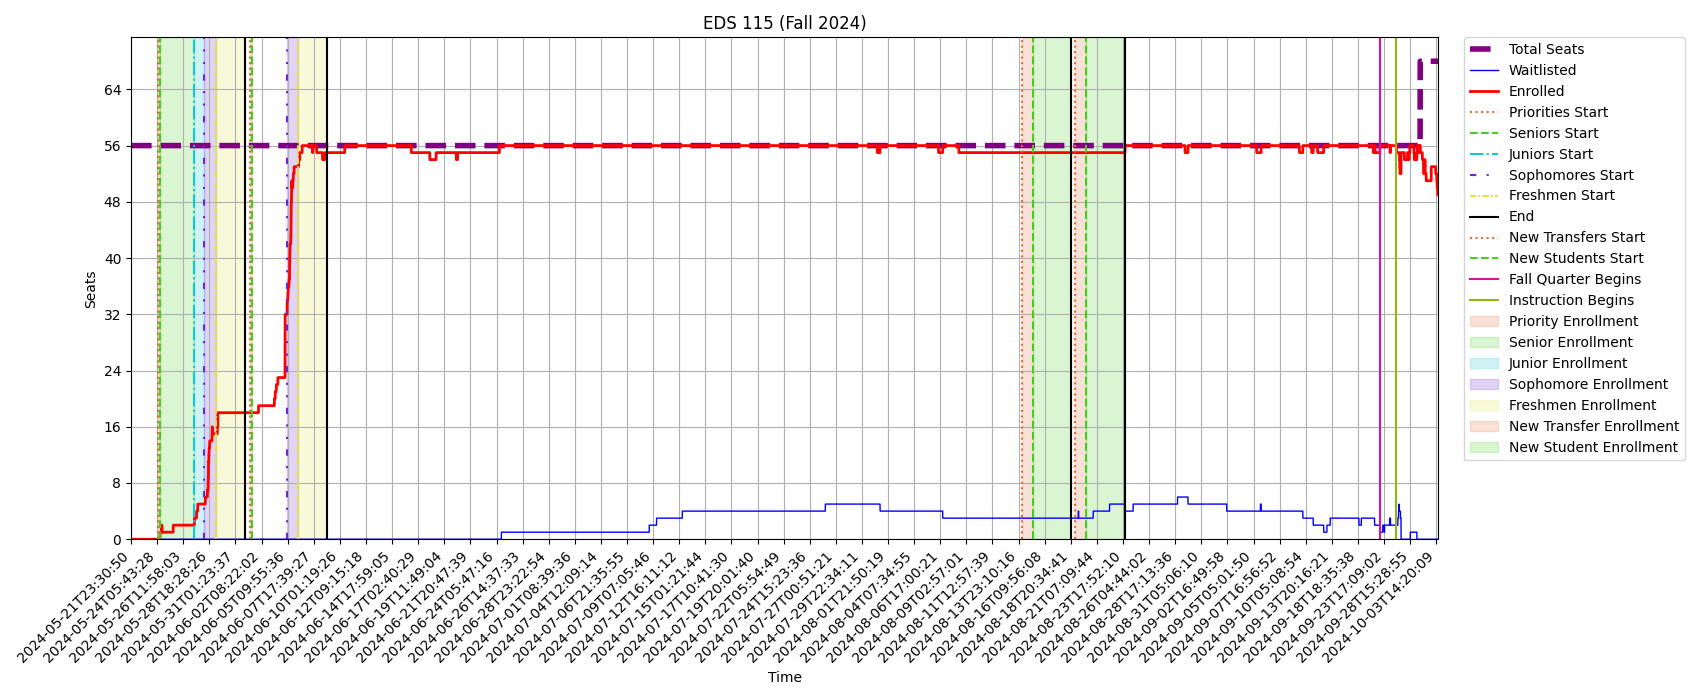 EDS 115 (Fall 2024)
Seats
64
56
48
40
32
24
16
8
0
2024-05-21T23:30:50
2024-05-24T05:43:28
2024-05-26T11:58:03
2024-05-28T18:28:26
2024-05-31T01:23:37
2024-06-02T08:22:02
2024-06-05T09:55:36
2024-06-07T17:39:27
2024-06-10T01:19:26
2024-06-12T09:15:18
2024-06-14T17:59:05
2024-06-17T02:40:29
2024-06-19T11:49:04
2024-06-21T20:47:39
2024-06-24T05:47:16
2024-06-26T14:37:33
2024-06-28T23:22:54
2024-07-01T08:39:36
2024-07-04T12:09:14
2024-07-06T21:35:55
2024-07-09T07:05:46
2024-07-12T16:11:12
2024-07-15T01:21:44
2024-07-17T10:41:30
2024-07-19T20:01:40
2024-07-22T05:54:49
2024-07-24T15:23:36
2024-07-27T00:51:21
2024-07-29T22:34:11
2024-08-01T21:50:19
2024-08-04T07:34:55
2024-08-06T17:00:21
2024-08-09T02:57:01
2024-08-11T12:57:39
2024-08-13T23:10:16
2024-08-16T09:56:08
2024-08-18T20:34:41
2024-08-21T07:09:44
2024-08-23T17:52:10
2024-08-26T04:44:02
2024-08-28T17:13:36
2024-08-31T05:06:10
2024-09-02T16:49:58
2024-09-05T05:01:50
2024-09-07T16:56:52
2024-09-10T05:08:54
2024-09-13T20:16:21
2024-09-18T18:35:38
2024-09-23T17:09:02
2024-09-28T15:28:55
2024-10-03T14:20:09
Time
Total Seats
Waitlisted
Enrolled
Priorities Start
Seniors Start
Juniors Start
Sophomores Start
Freshmen Start
End
New Transfers Start
New Students Start
Fall Quarter Begins
Instruction Begins
Priority Enrollment
Senior Enrollment
Junior Enrollment
Sophomore Enrollment
Freshmen Enrollment
New Transfer Enrollment
New Student Enrollment